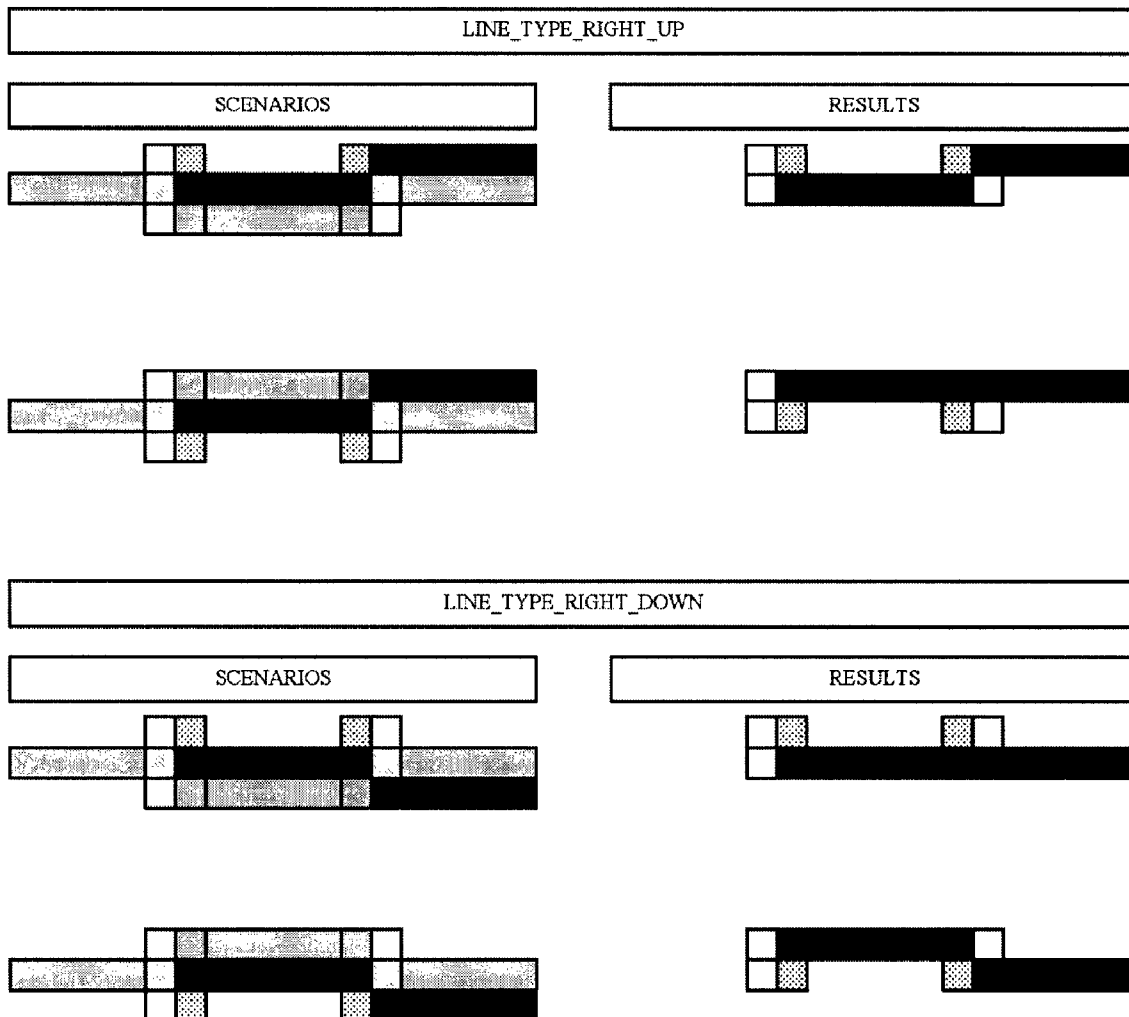 LINE_TYPE_RIGHT_UP
SCENARIOS
RESULTS
LINE_TYPE_RIGHT_DOWN
SCENARIOS
RESULTS